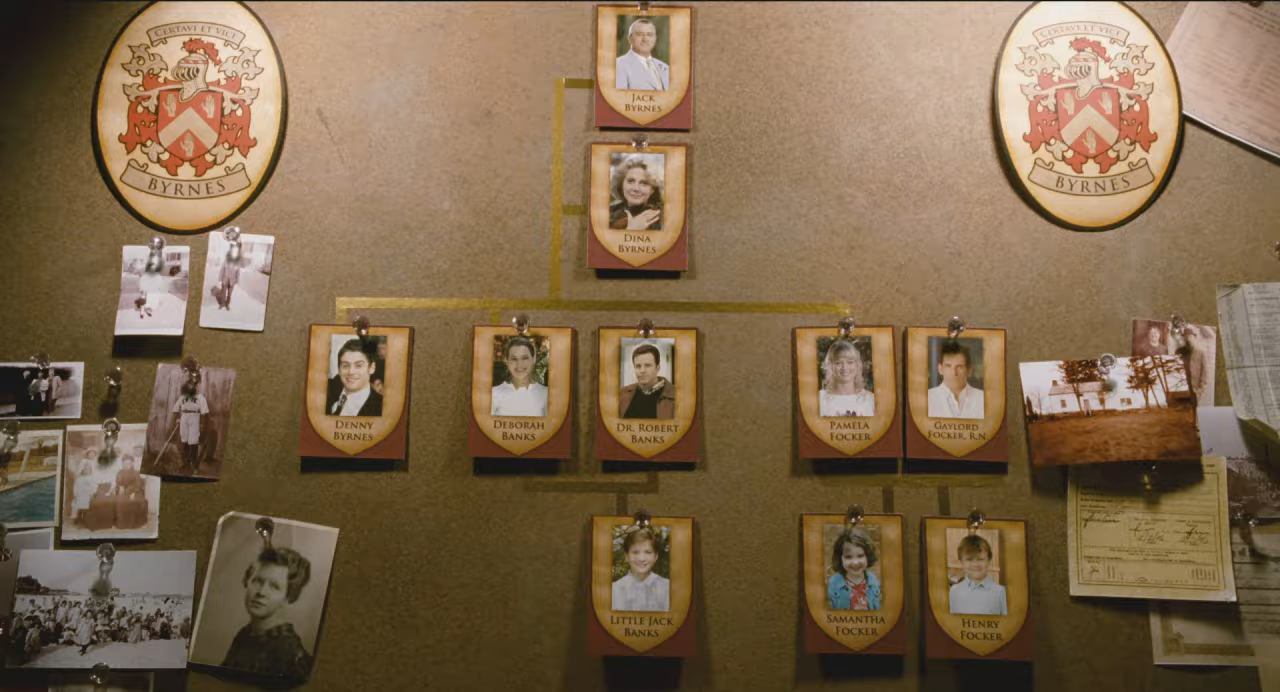 CERTAVI ET VICI
BYRNES
CERTAVI ET VICI
BYRNES
JACK
BYRNES
DINA
BYRNES
DENNY
BYRNES
DEBORAH
BANKS
DR. ROBERT
BANKS
PAMELA
FOCKER
GAYLORD
FOCKER, R.N
LITTLE JACK
BANKS
SAMANTHA
FOCKER
HENRY
FOCKER